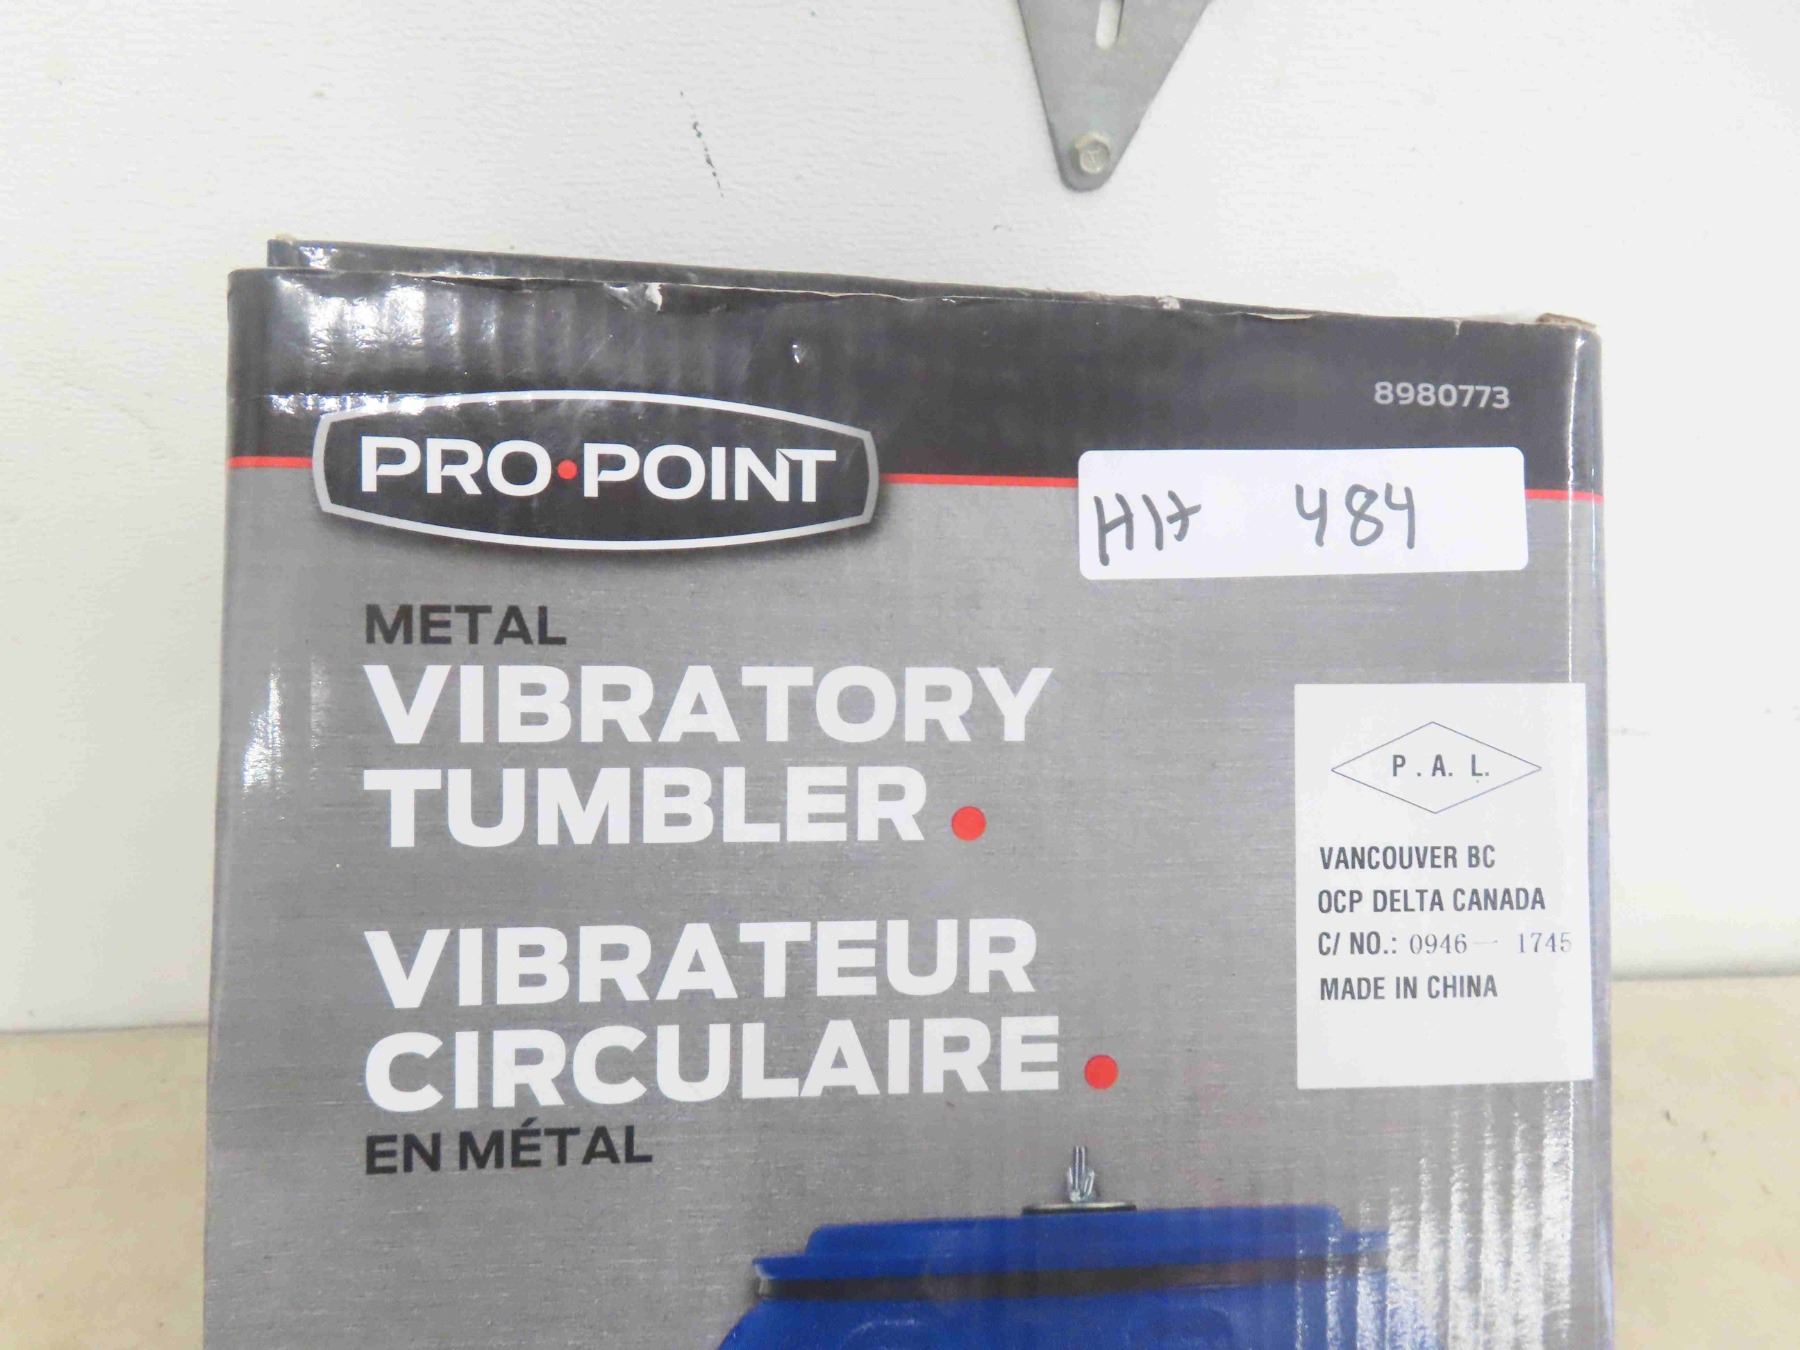 8980773
PRO•POINT
HH 484
METAL
VIBRATORY
TUMBLER
VIBRATEUR
CIRCULAIRE
EN MÉTAL
P.A.L.
VANCOUVER BC
OCP DELTA CANADA
C/ NO.: 0946 — 1745
MADE IN CHINA